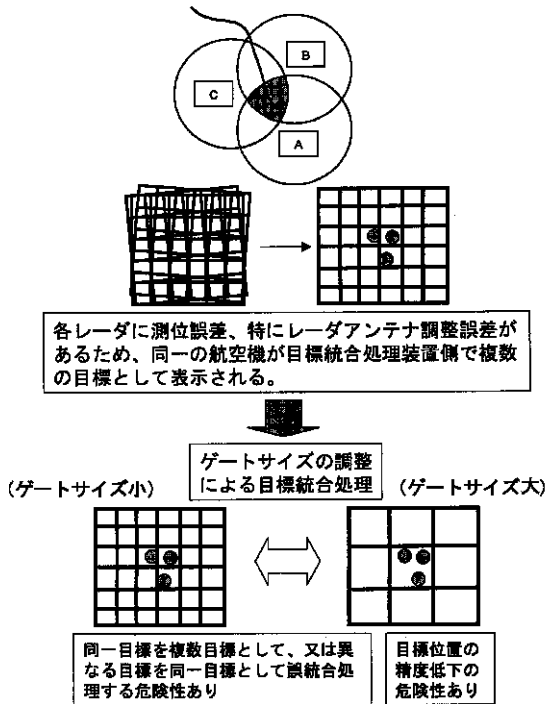 B
C
A
各レーダに測位誤差、特にレーダアンテナ調整誤差が
あるため、同一の航空機が目標統合処理装置側で複数
の目標として表示される。
ゲートサイズの調整
による目標統合処理
（ゲートサイズ小）
（ゲートサイズ大）
同一目標を複数目標として、又は異
なる目標を同一目標として誤統合処
理する危険性あり
目標位置の
精度低下の
危険性あり